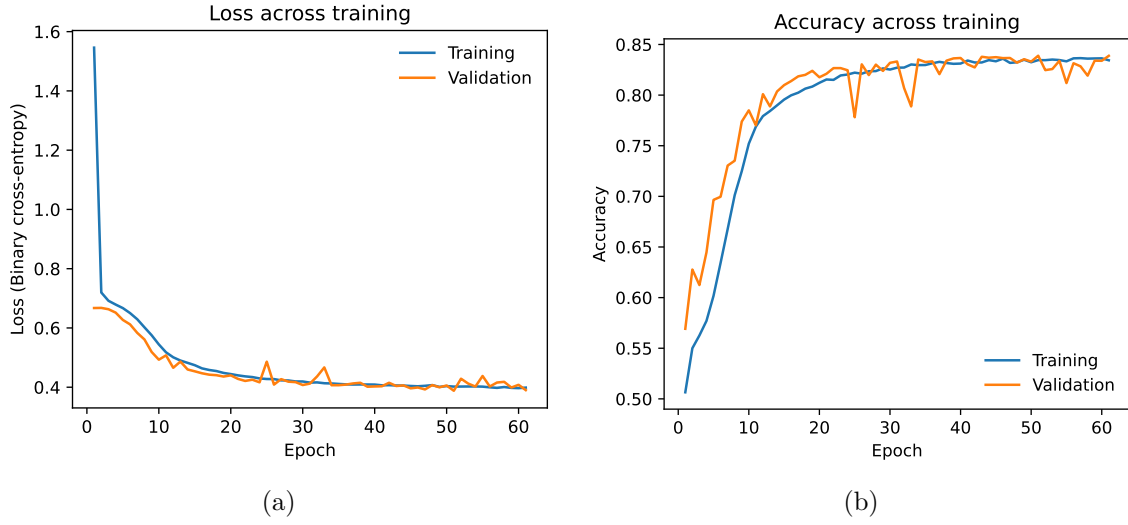 Loss across training
1.6
1.4
1.2
1.0
0.8
0.6
0.4
Loss (Binary cross-entropy)
Training
Validation
0 10 20 30 40 50 60
Epoch
(a)
Accuracy across training
0.85
0.80
0.75
0.70
0.65
0.60
0.55
0.50
Accuracy
Training
Validation
0 10 20 30 40 50 60
Epoch
(b)